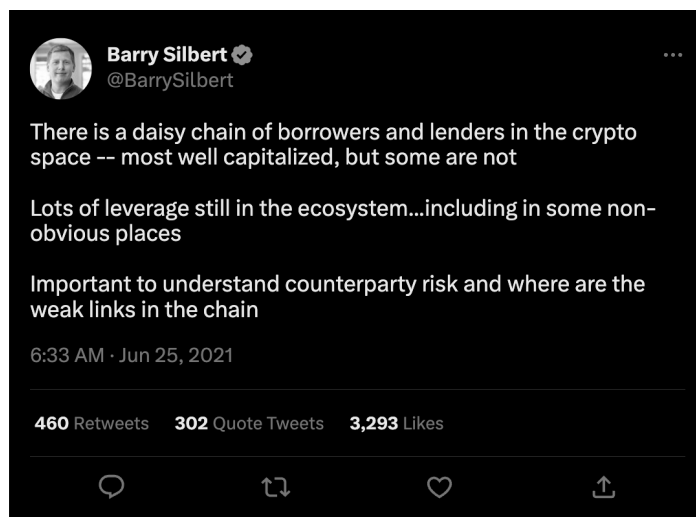 Barry Silbert
@BarrySilbert
There is a daisy chain of borrowers and lenders in the crypto
space -- most well capitalized, but some are not
Lots of leverage still in the ecosystem...including in some non-
obvious places
Important to understand counterparty risk and where are the
weak links in the chain
6:33 AM · Jun 25, 2021
460 Retweets 302 Quote Tweets 3,293 Likes